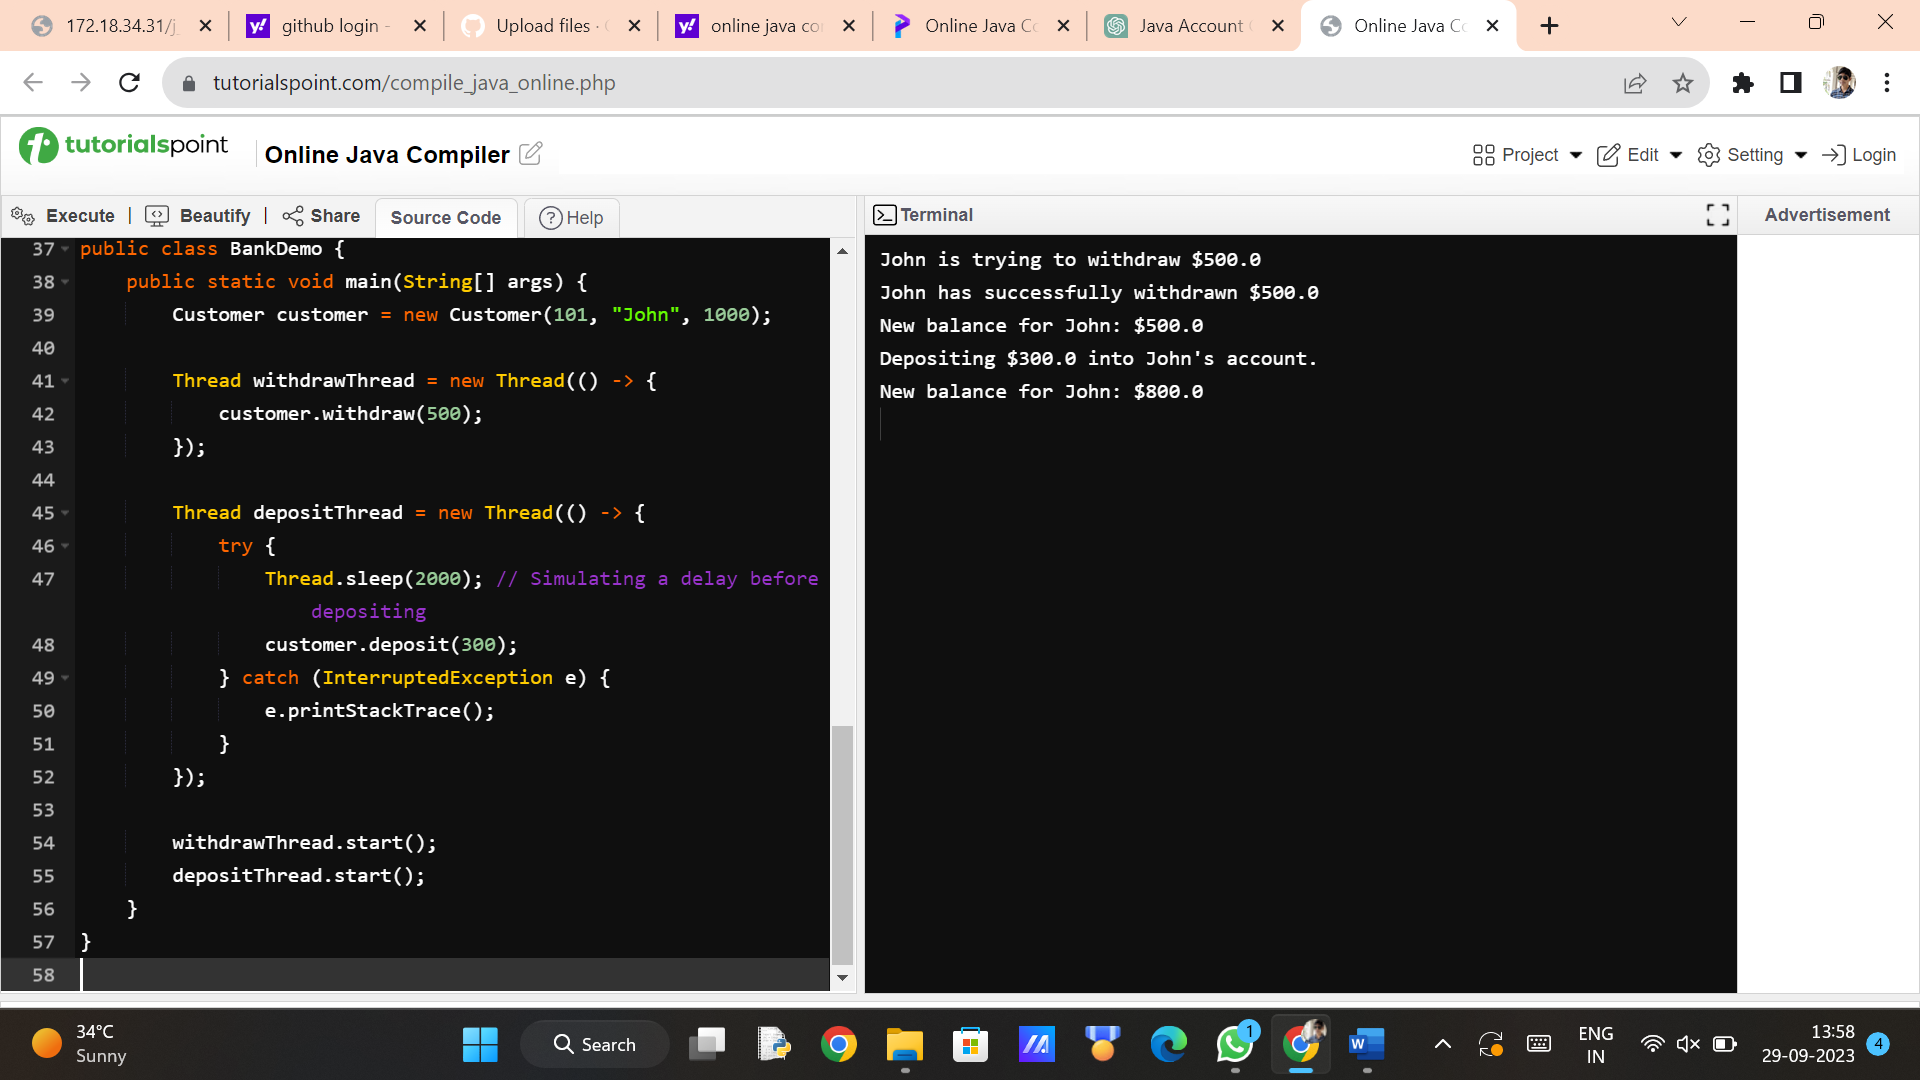 172.18.34.31/j
github login -
Upload files ·
online java co
Online Java Co
Java Account
Online Java Co
tutorialspoint.com/compile_java_online.php
tutorialspoint
Online Java Compiler
Project
Edit
Setting
Login
Execute | Beautify | Share
Source Code
Help
Terminal
Advertisement
37 public class BankDemo {
38 public static void main(String[] args) {
39 Customer customer = new Customer(101, "John", 1000);
40
41 Thread withdrawThread = new Thread(() -> {
42 customer.withdraw(500);
43 });
44
45 Thread depositThread = new Thread(() -> {
46 try {
47 Thread.sleep(2000); // Simulating a delay before
depositing
48 customer.deposit(300);
49 } catch (InterruptedException e) {
50 e.printStackTrace();
51 }
52 });
53
54 withdrawThread.start();
55 depositThread.start();
56 }
57 }
58
John is trying to withdraw $500.0
John has successfully withdrawn $500.0
New balance for John: $500.0
Depositing $300.0 into John's account.
New balance for John: $800.0
34°C
Sunny
Search
1
ENG
IN
13:58
29-09-2023
4